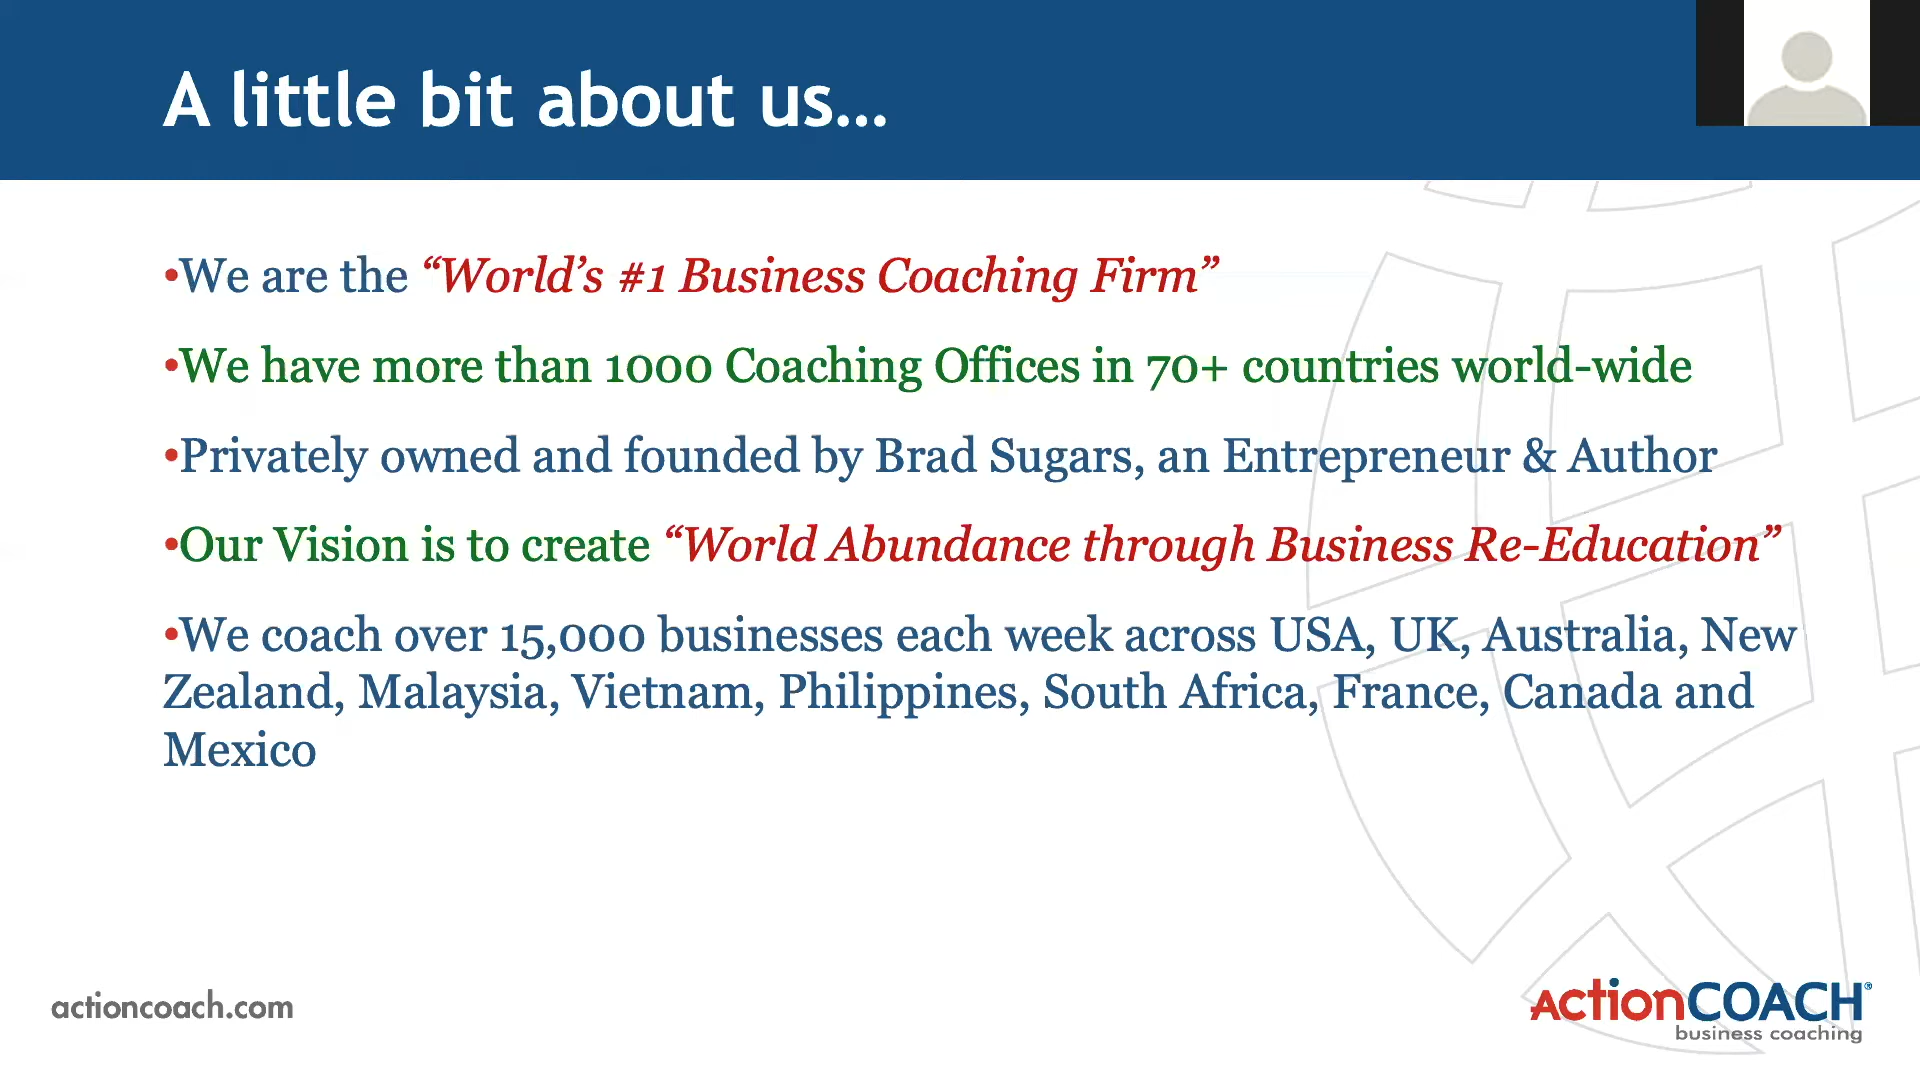 A little bit about us...
•We are the “World’s #1 Business Coaching Firm”
•We have more than 1000 Coaching Offices in 70+ countries world-wide
•Privately owned and founded by Brad Sugars, an Entrepreneur & Author
•Our Vision is to create “World Abundance through Business Re-Education”
•We coach over 15,000 businesses each week across USA, UK, Australia, New
Zealand, Malaysia, Vietnam, Philippines, South Africa, France, Canada and
Mexico
actioncoach.com
ActionCOACH®
business coaching